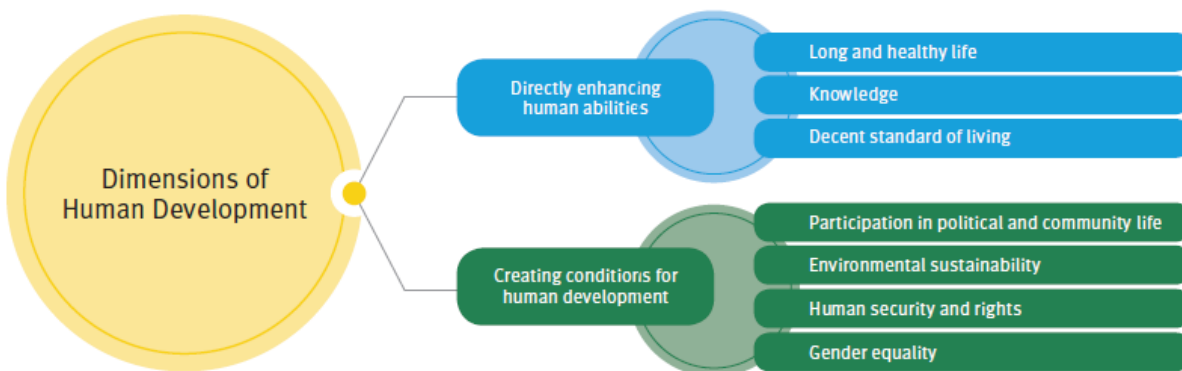 Dimensions of
Human Development
Directly enhancing
human abilities
Long and healthy life
Knowledge
Decent standard of living
Creating conditions for
human development
Participation in political and community life
Environmental sustainability
Human security and rights
Gender equality